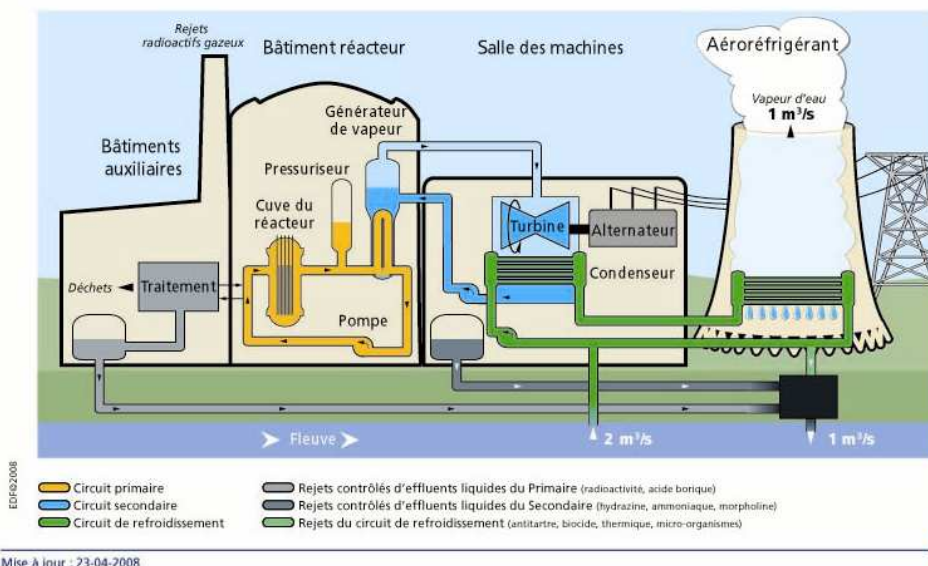 Rejets
radioactifs gazeux
Bâtiment réacteur
Salle des machines
Aéroréfrigérant
Vapeur d'eau
1 m³/s
Générateur
de vapeur
Bâtiments
auxiliaires
Pressuriseur
Cuve du
réacteur
Turbine
Alternateur
Condenseur
Déchets
Traitement
Pompe
Fleuve
2 m³/s
1 m³/s
EDF©2008
Circuit primaire
Circuit secondaire
Circuit de refroidissement
Rejets contrôlés d'effluents liquides du Primaire (radioactivité, acide borique)
Rejets contrôlés d'effluents liquides du Secondaire (hydrazine, ammoniaque, morpholine)
Rejets du circuit de refroidissement (antitartre, biocide, thermique, micro-organismes)
Mise à jour : 23-04-2008